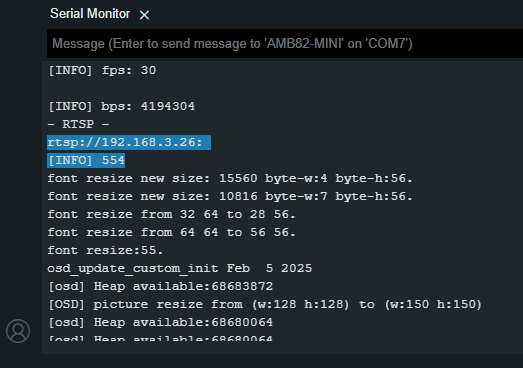 Serial Monitor ×
Message (Enter to send message to 'AMB82-MINI' on 'COM7')
[INFO] fps: 30
[INFO] bps: 4194304
- RTSP -
rtsp://192.168.3.26:
[INFO] 554
font resize new size: 15560 byte-w:4 byte-h:56.
font resize new size: 10816 byte-w:7 byte-h:56.
font resize from 32 64 to 28 56.
font resize from 64 64 to 56 56.
font resize:55.
osd_update_custom_init Feb  5 2025
[osd] Heap available:68683872
[OSD] picture resize from (w:128 h:128) to (w:150 h:150)
[osd] Heap available:68680064
[osd] Heap available:68680064